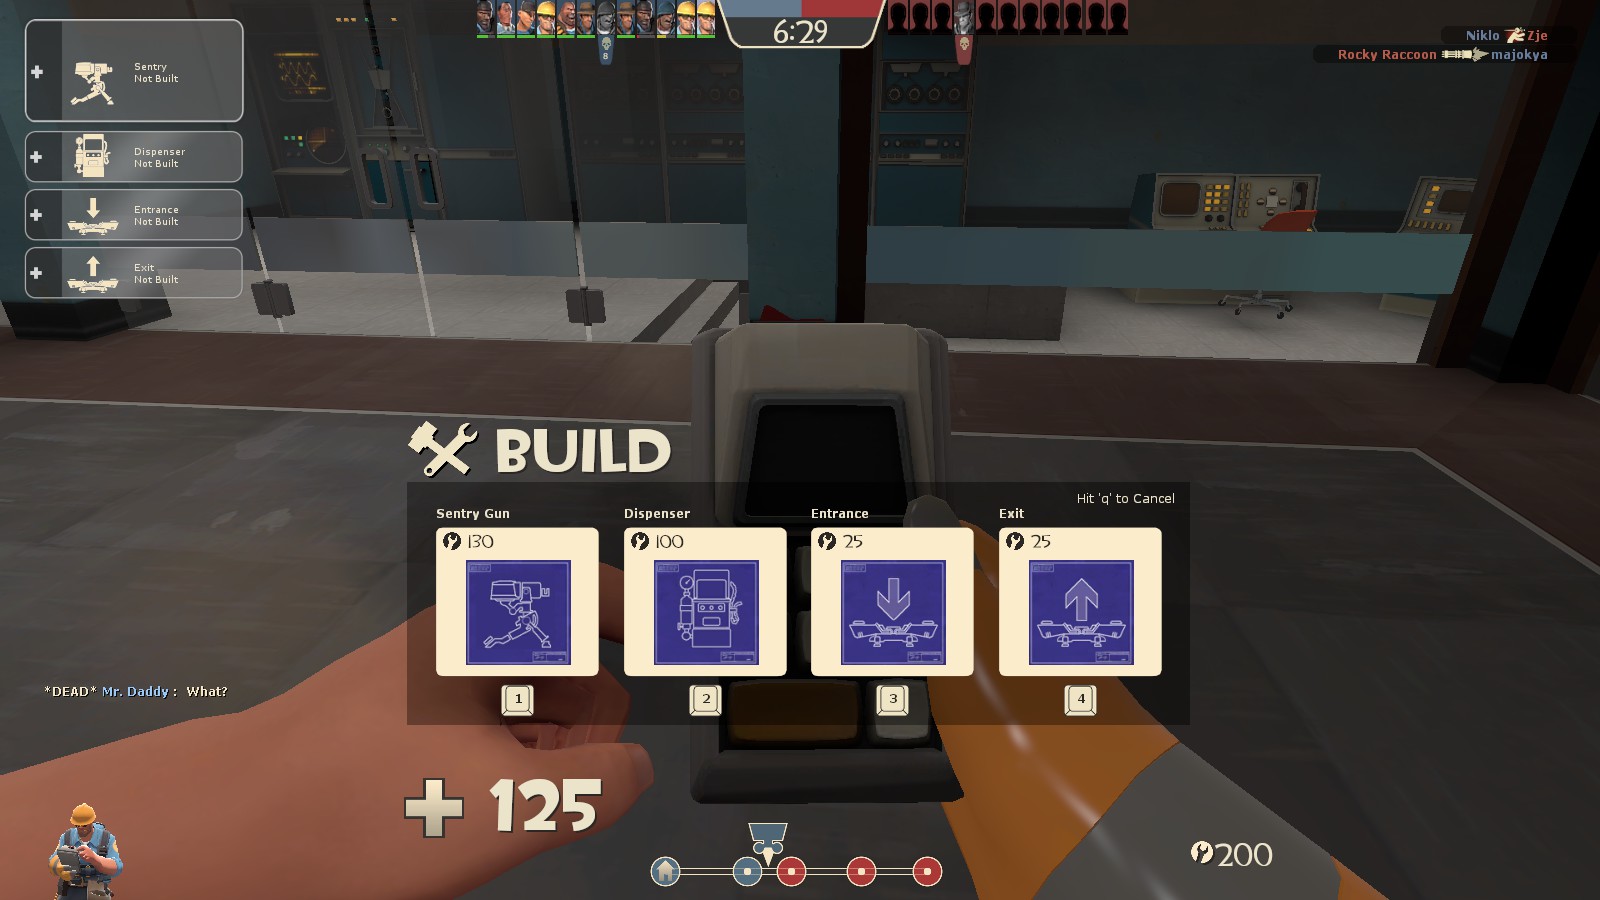 6:29
8
Niklo Zje
Rocky Raccoon majokya
Sentry
Not Built
Dispenser
Not Built
Entrance
Not Built
Exit
Not Built
BUILD
Hit 'q' to Cancel
Sentry Gun Dispenser Entrance Exit
130 100 25 25
1 2 3 4
*DEAD* Mr. Daddy : What?
125
200